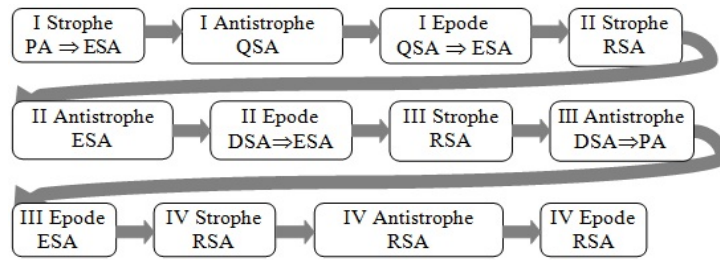 I Strophe
PA ⇒ ESA
I Antistrophe
QSA
I Epode
QSA ⇒ ESA
II Strophe
RSA
II Antistrophe
ESA
II Epode
DSA⇒ESA
III Strophe
RSA
III Antistrophe
DSA⇒PA
III Epode
ESA
IV Strophe
RSA
IV Antistrophe
RSA
IV Epode
RSA